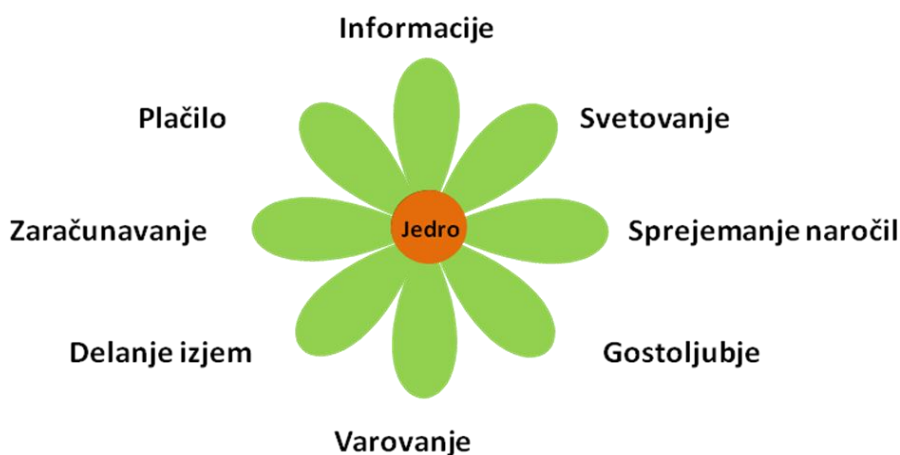 Informacije
Plačilo
Svetovanje
Zaračunavanje
Jedro
Sprejemanje naročil
Delanje izjem
Gostoljubje
Varovanje